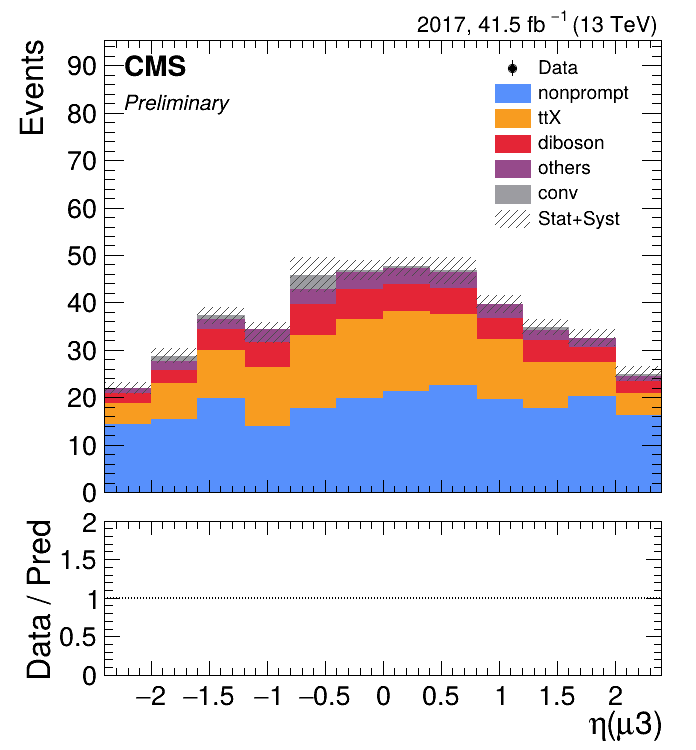 2017, 41.5 fb⁻¹ (13 TeV)
CMS
Preliminary
Events
90
80
70
60
50
40
30
20
10
0
Data
nonprompt
ttX
diboson
others
conv
Stat+Syst
Data / Pred
2
1.5
1
0.5
0
−2 −1.5 −1 −0.5 0 0.5 1 1.5 2
η(μ3)